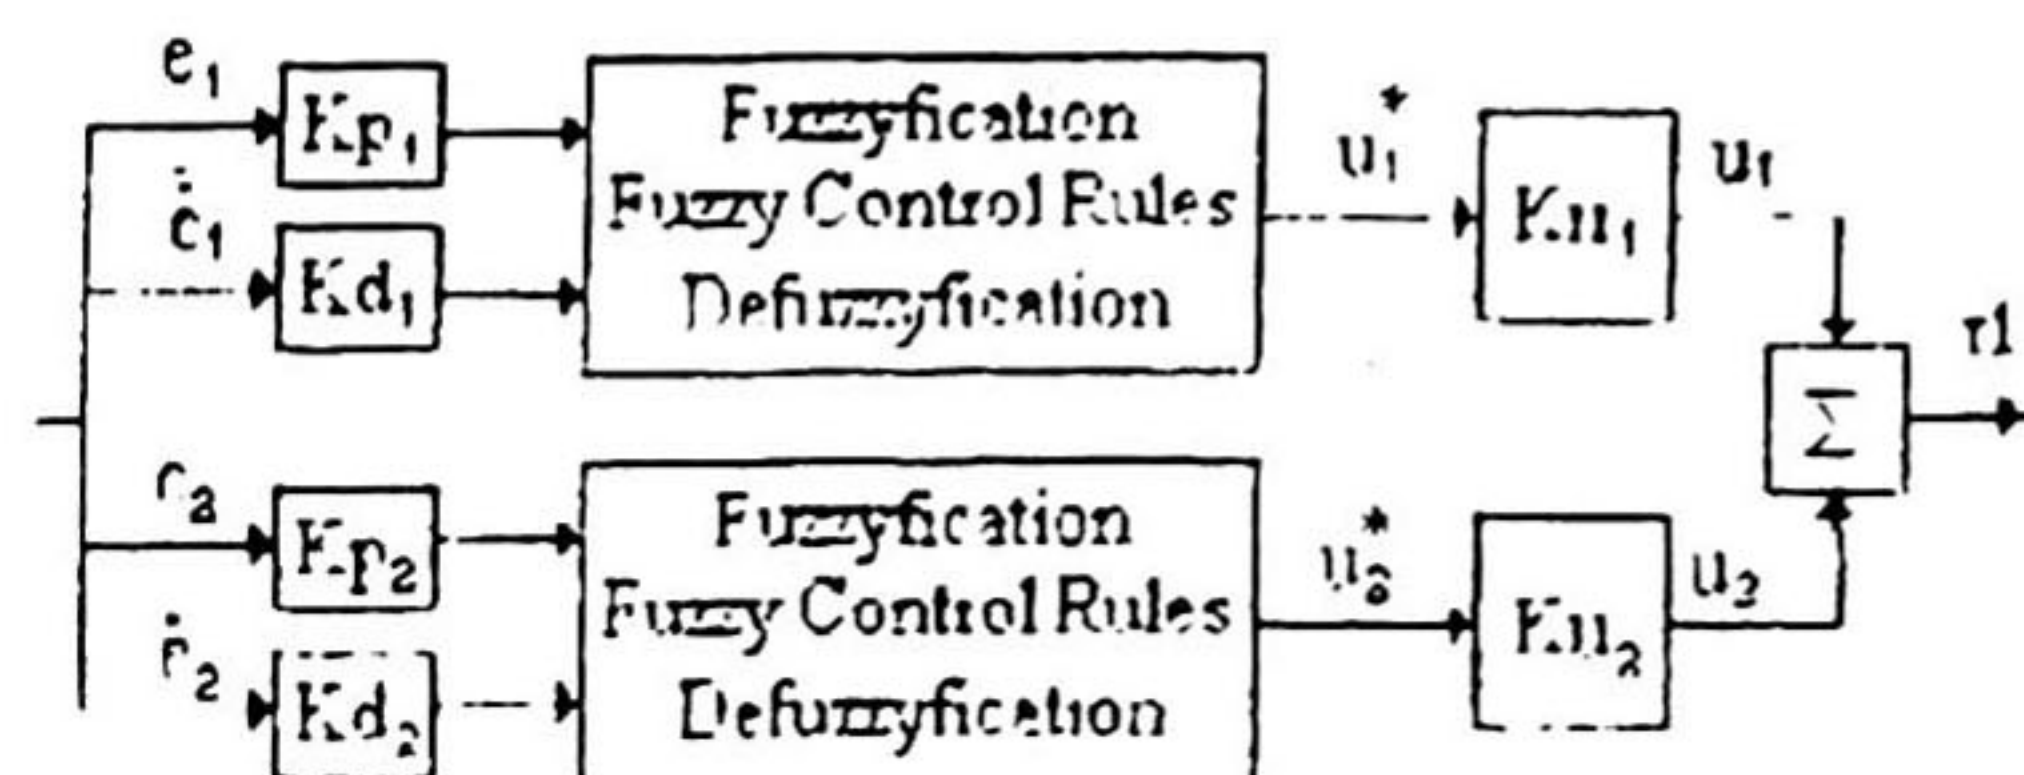 e₁
Kp₁
ė₁
Kd₁
Fuzzyfication
Fuzzy Control Rules
Defuzzyfication
u₁*
Ku₁
u₁
Σ
r1
e₂
Kp₂
ė₂
Kd₂
Fuzzyfication
Fuzzy Control Rules
Defuzzyfication
u₂*
Ku₂
u₂